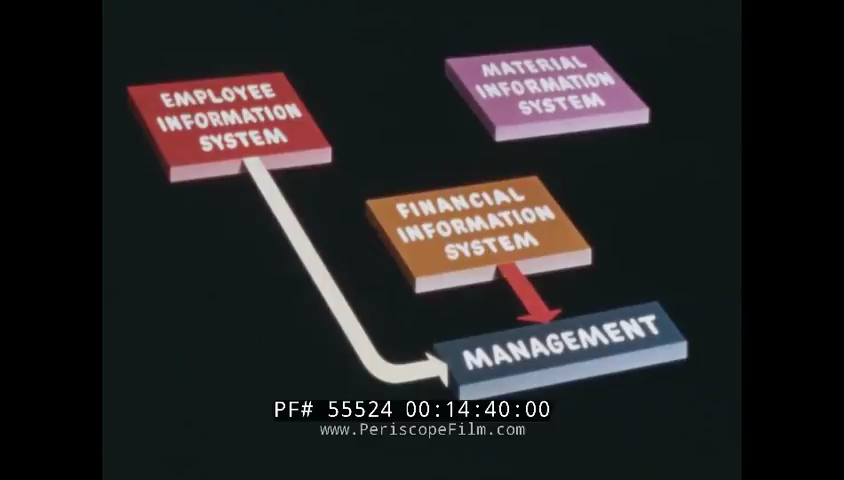 EMPLOYEE
INFORMATION
SYSTEM
MATERIAL
INFORMATION
SYSTEM
FINANCIAL
INFORMATION
SYSTEM
MANAGEMENT
PF# 55524 00:14:40:00
www.PeriscopeFilm.com